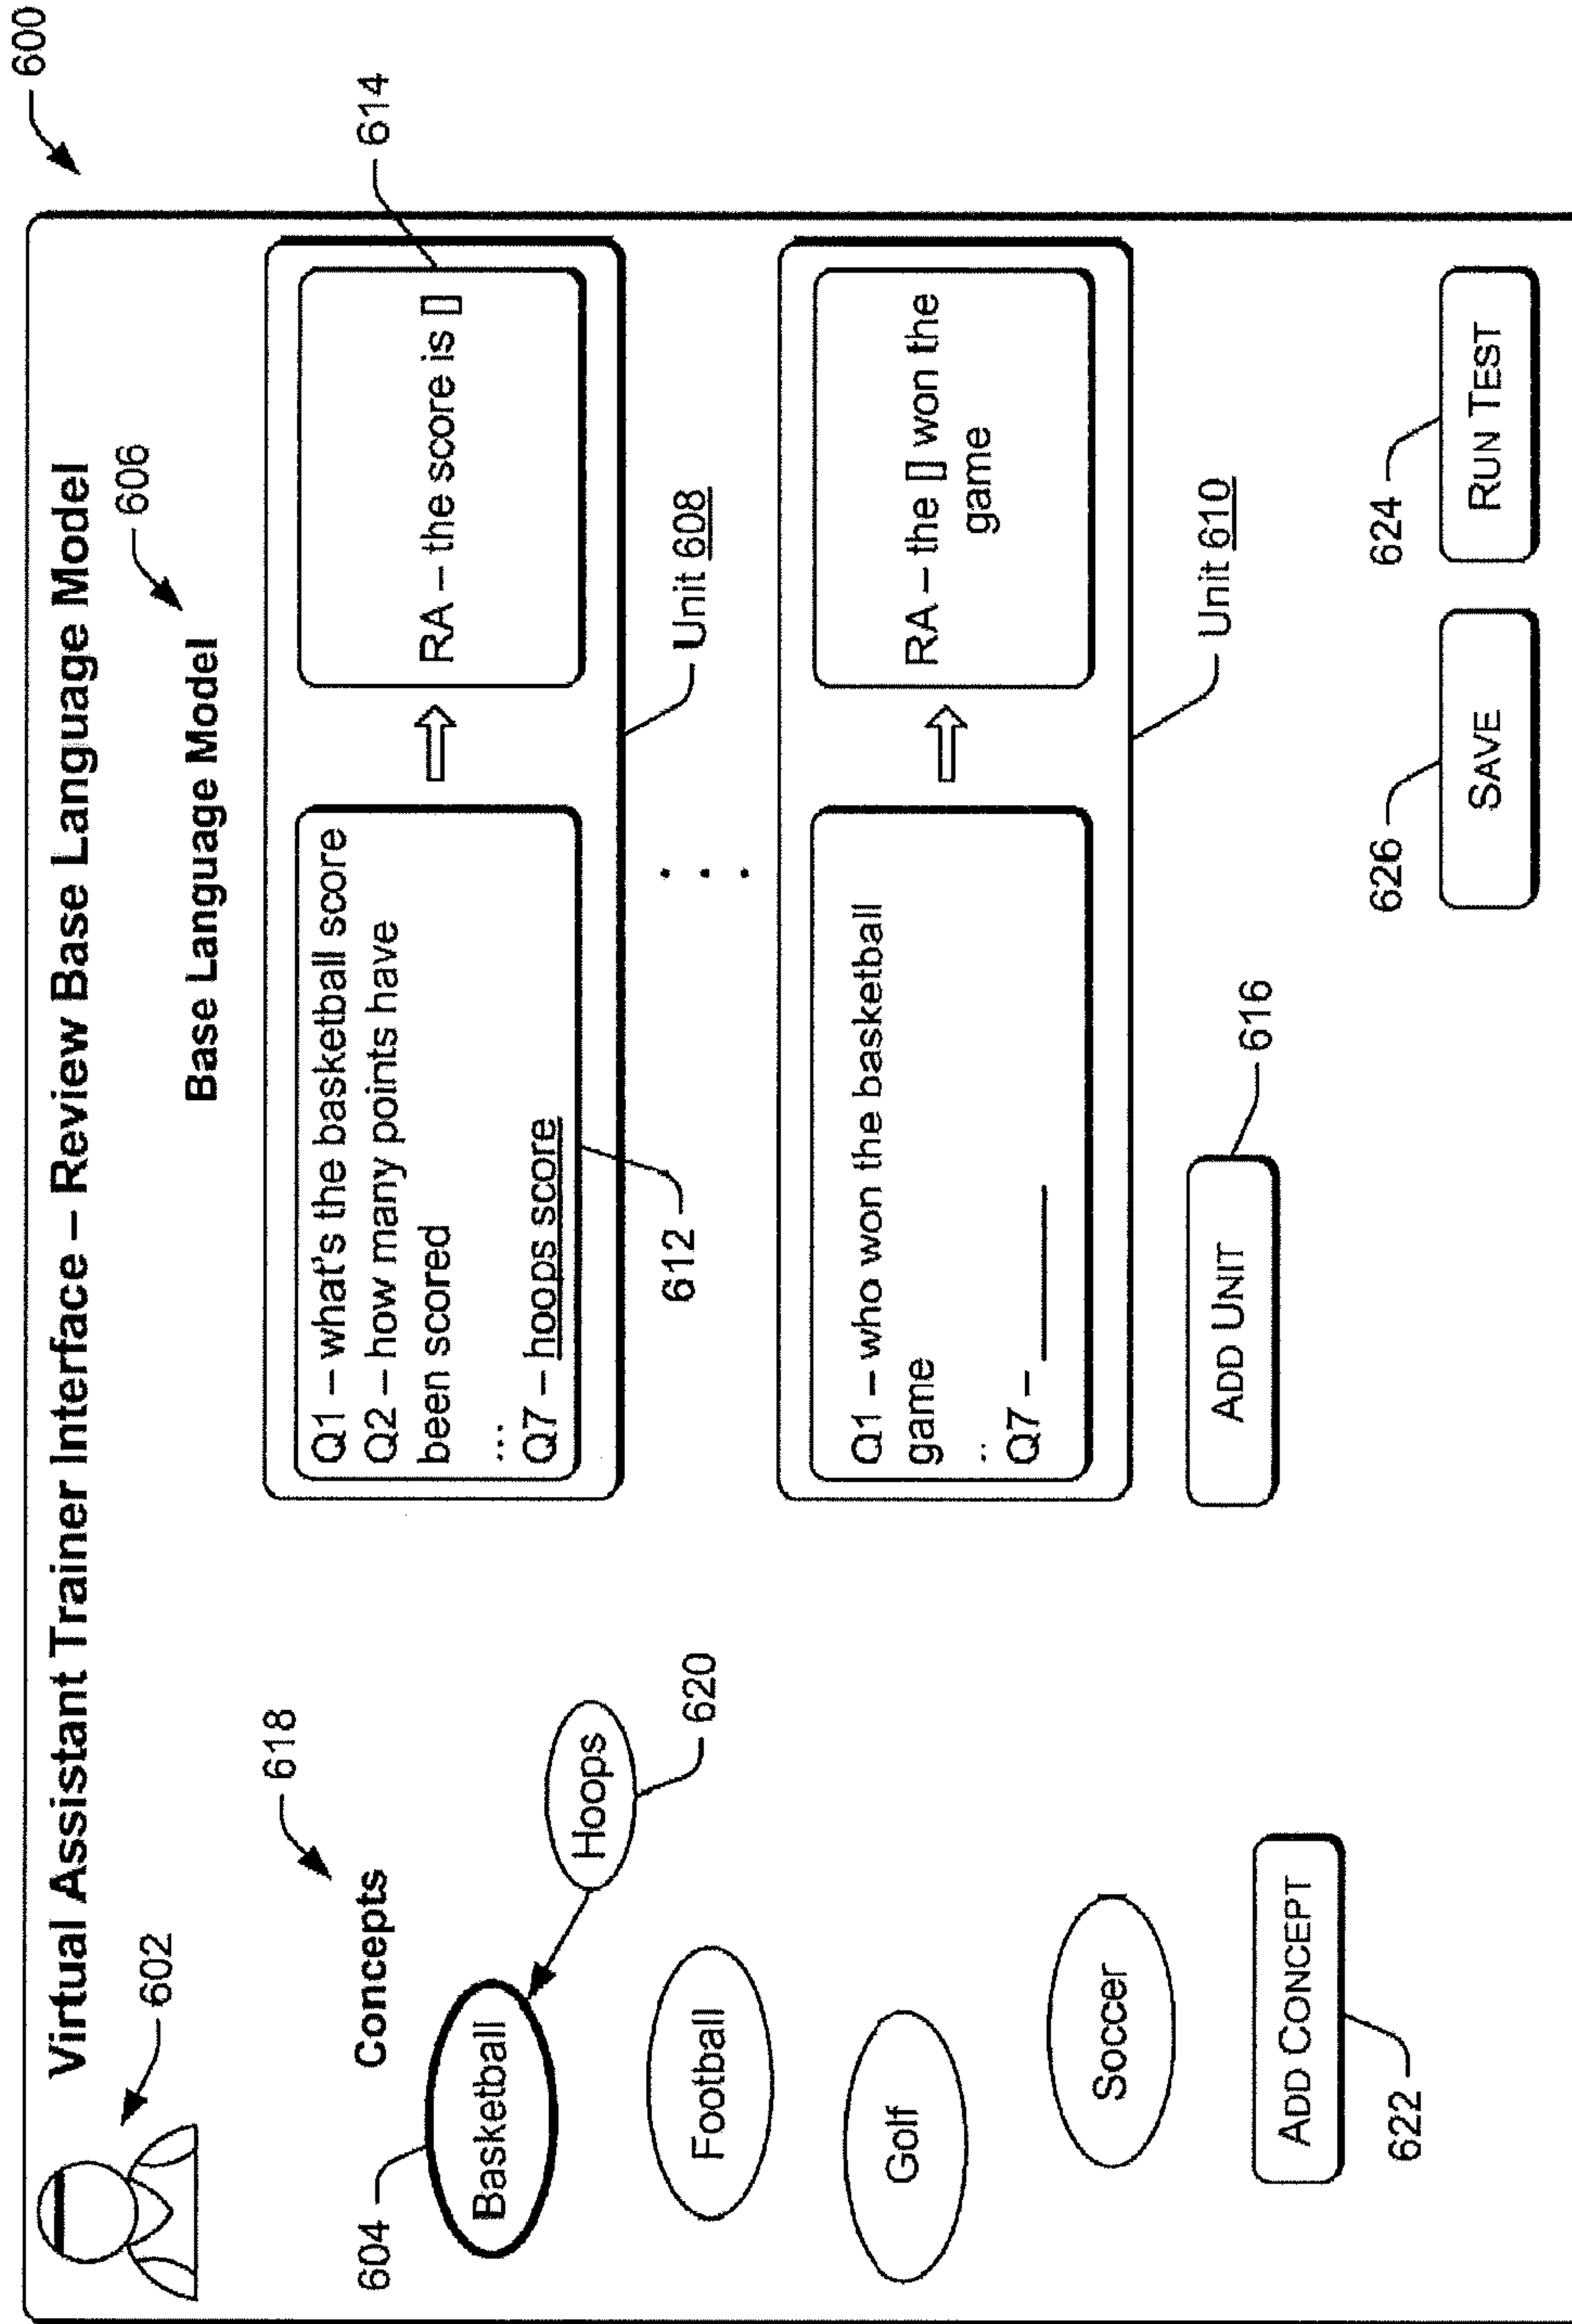 600
Virtual Assistant Trainer Interface – Review Base Language Model
602
618
Concepts
604
Basketball
Hoops
620
Football
Golf
Soccer
ADD CONCEPT
622
606
Base Language Model
Q1 – what's the basketball score
Q2 – how many points have
been scored
...
Q7 – hoops score
612
RA – the score is []
614
Unit 608
Q1 – who won the basketball
game
..
Q7 – ________
RA – the [] won the
game
Unit 610
ADD UNIT
616
626
SAVE
624
RUN TEST